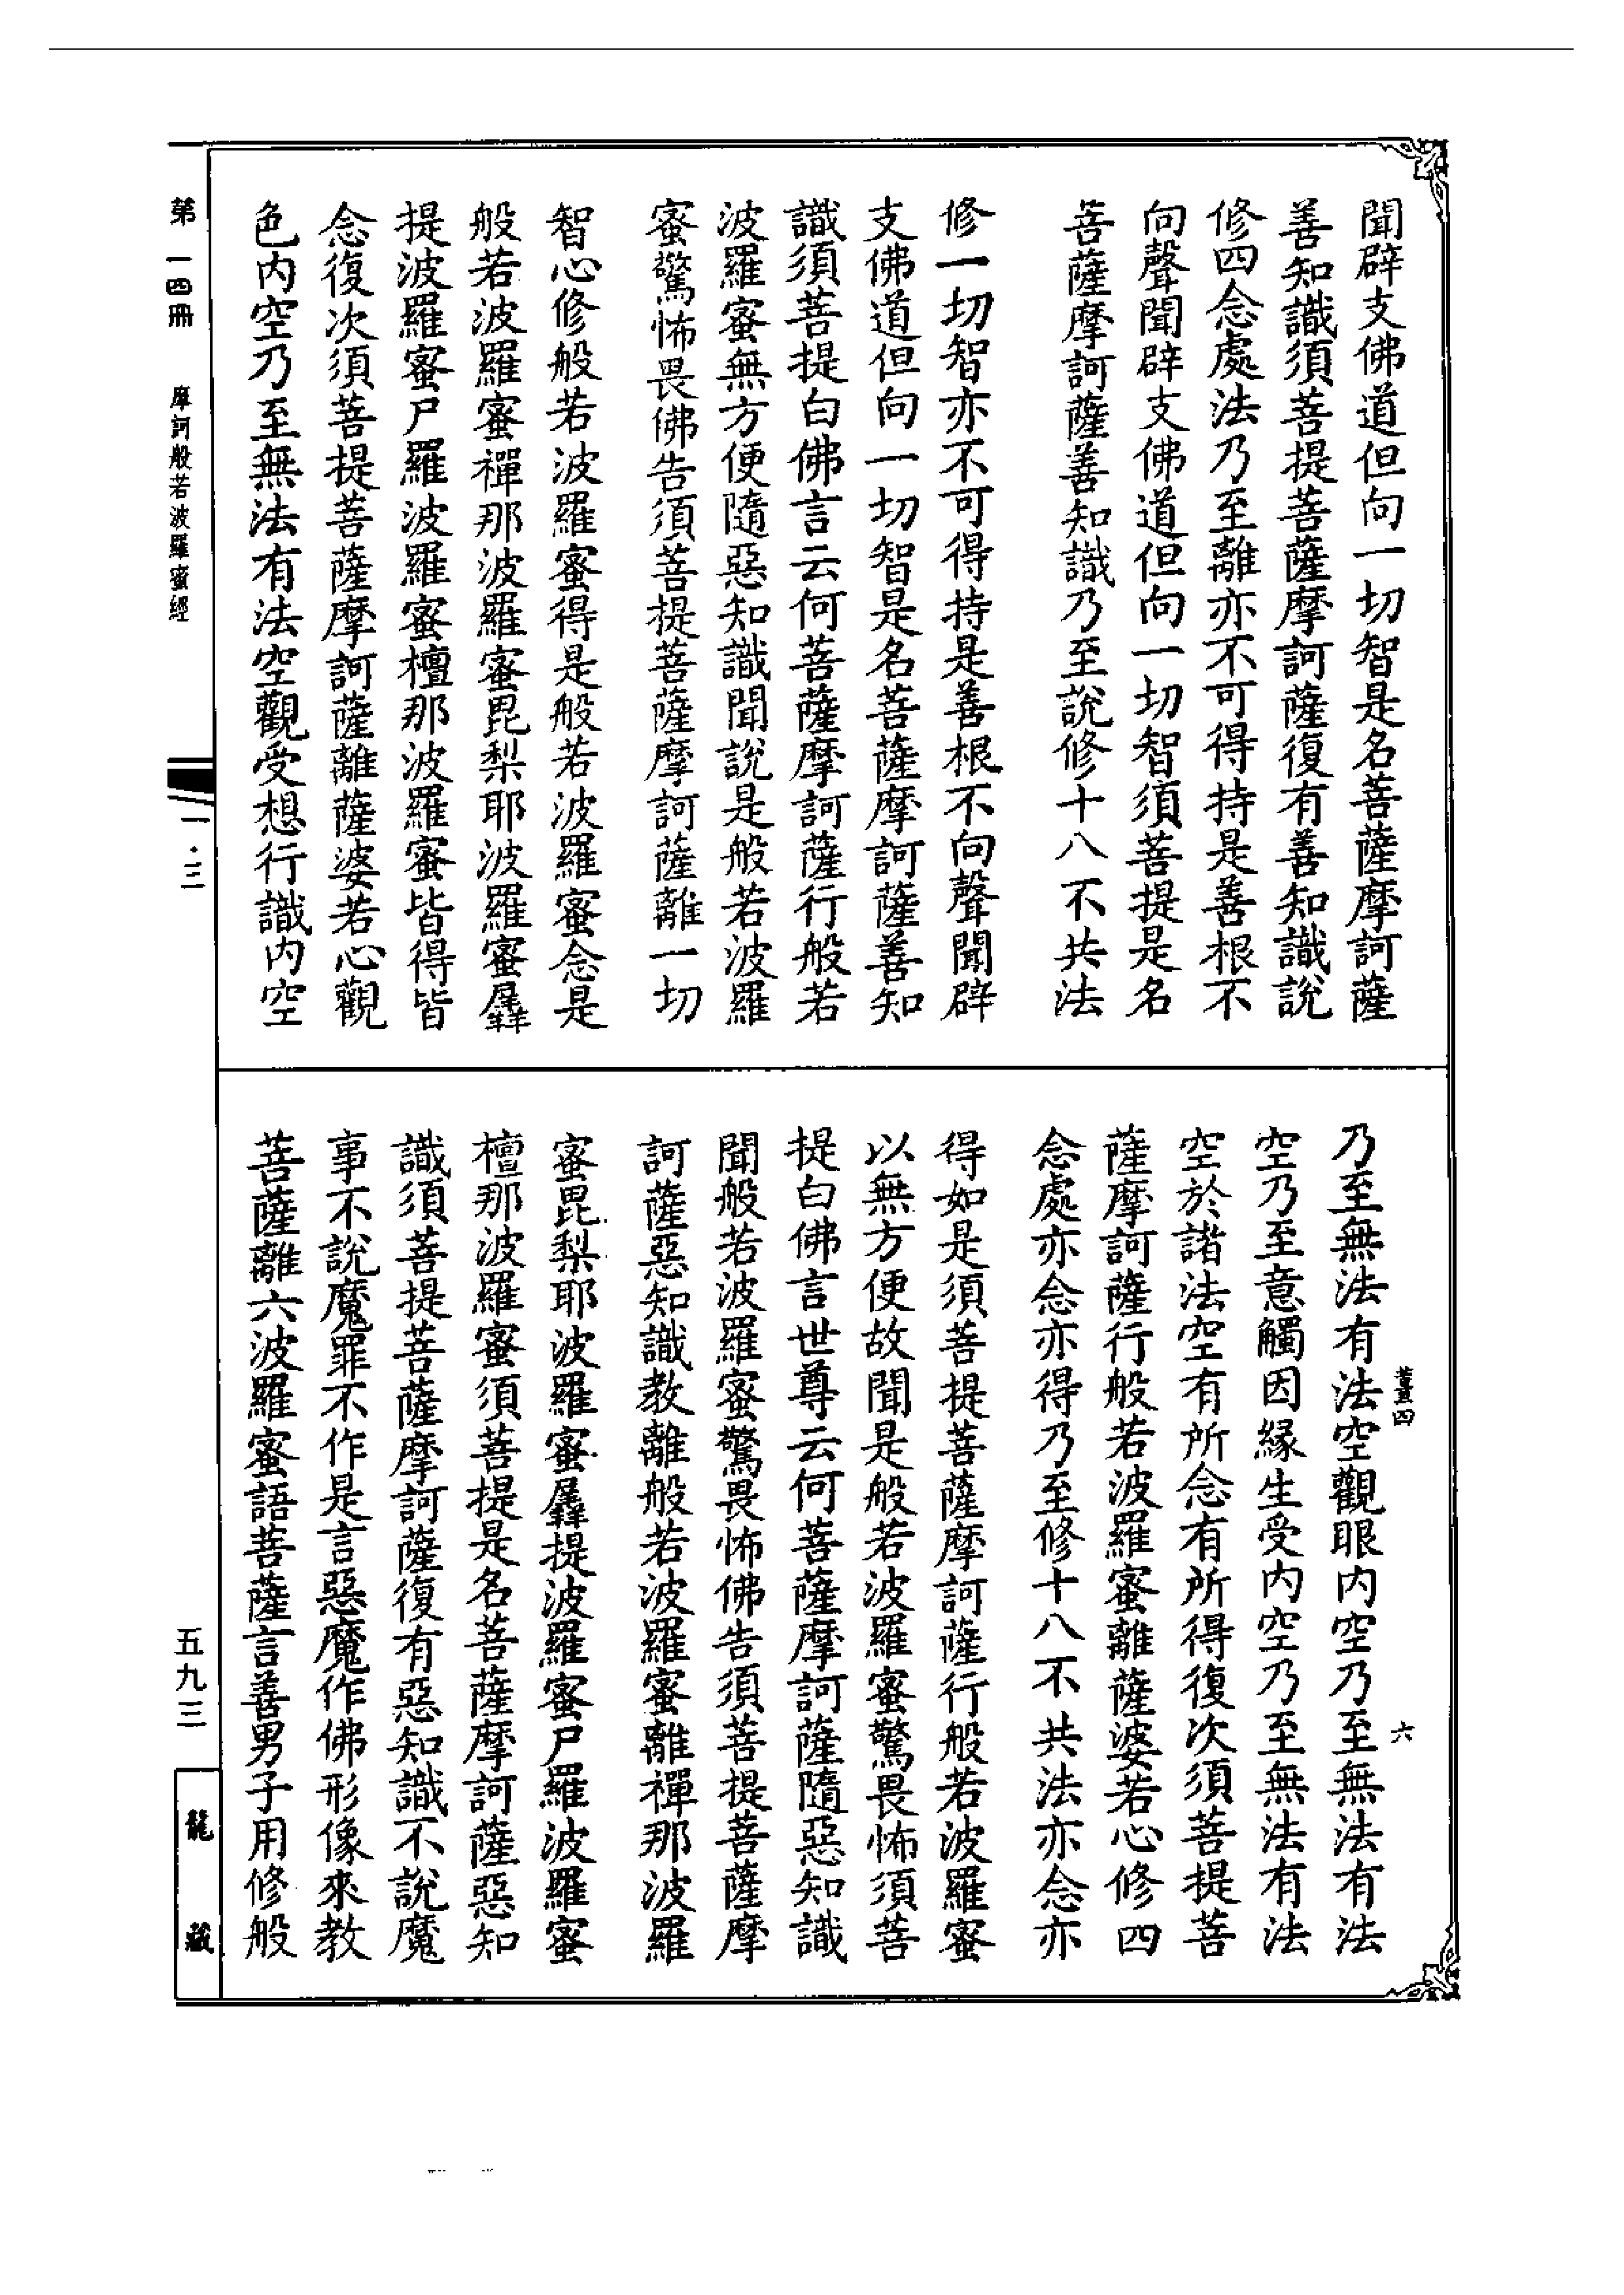 聞辟支佛道但向一切智是名菩薩摩訶薩
善知識須菩提菩薩摩訶薩復有善知識說
修四念處法乃至離亦不可得持是善根不
向聲聞辟支佛道但向一切智須菩提是名
菩薩摩訶薩善知識乃至說修十八不共法
修一切智亦不可得持是善根不向聲聞辟
支佛道但向一切智是名菩薩摩訶薩善知
識須菩提白佛言云何菩薩摩訶薩行般若
波羅蜜無方便隨惡知識聞說是般若波羅
蜜驚怖畏佛告須菩提菩薩摩訶薩離一切
智心修般若波羅蜜得是般若波羅蜜念是
般若波羅蜜禪那波羅蜜毘梨耶波羅蜜羼
提波羅蜜尸羅波羅蜜檀那波羅蜜皆得皆
念復次須菩提菩薩摩訶薩離薩婆若心觀
色內空乃至無法有法空觀受想行識內空
乃至無法有法空觀眼內空乃至無法有法
空乃至意觸因緣生受內空乃至無法有法
空於諸法空有所念有所得復次須菩提菩
薩摩訶薩行般若波羅蜜離薩婆若心修四
念處亦念亦得乃至修十八不共法亦念亦
得如是須菩提菩薩摩訶薩行般若波羅蜜
以無方便故聞是般若波羅蜜驚畏怖須菩
提白佛言世尊云何菩薩摩訶薩隨惡知識
聞般若波羅蜜驚畏怖佛告須菩提菩薩摩
訶薩惡知識教離般若波羅蜜離禪那波羅
蜜毘梨耶波羅蜜羼提波羅蜜尸羅波羅蜜
檀那波羅蜜須菩提是名菩薩摩訶薩惡知
識須菩提菩薩摩訶薩復有惡知識不說魔
事不說魔罪不作是言惡魔作佛形像來教
菩薩離六波羅蜜語菩薩言善男子用修般
六
第一四冊 摩訶般若波羅蜜經
一·三
五九三
龍藏